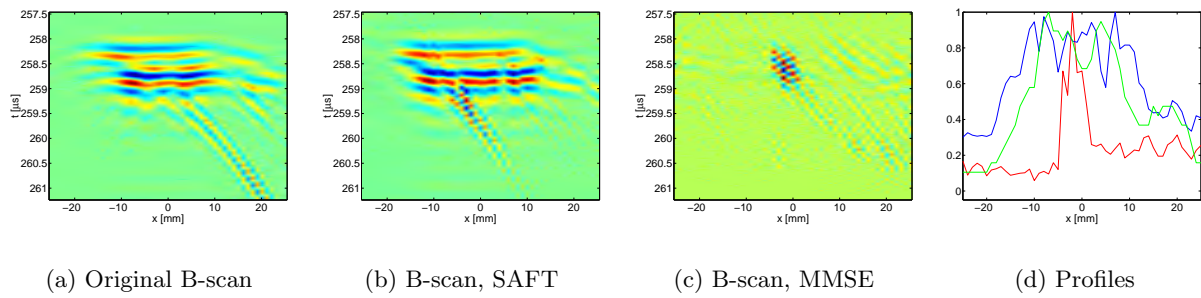 257.5
258
258.5
259
259.5
260
260.5
261
t [µs]
−20 −10 0 10 20
x [mm]
257.5
258
258.5
259
259.5
260
260.5
261
t [µs]
−20 −10 0 10 20
x [mm]
257.5
258
258.5
259
259.5
260
260.5
261
t [µs]
−20 −10 0 10 20
x [mm]
1
0.8
0.6
0.4
0.2
0
−20 −10 0 10 20
x [mm]
(a) Original B-scan
(b) B-scan, SAFT
(c) B-scan, MMSE
(d) Profiles